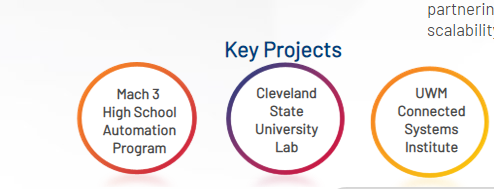 partnerin
scalability
Key Projects
Mach 3
High School
Automation
Program
Cleveland
State
University
Lab
UWM
Connected
Systems
Institute